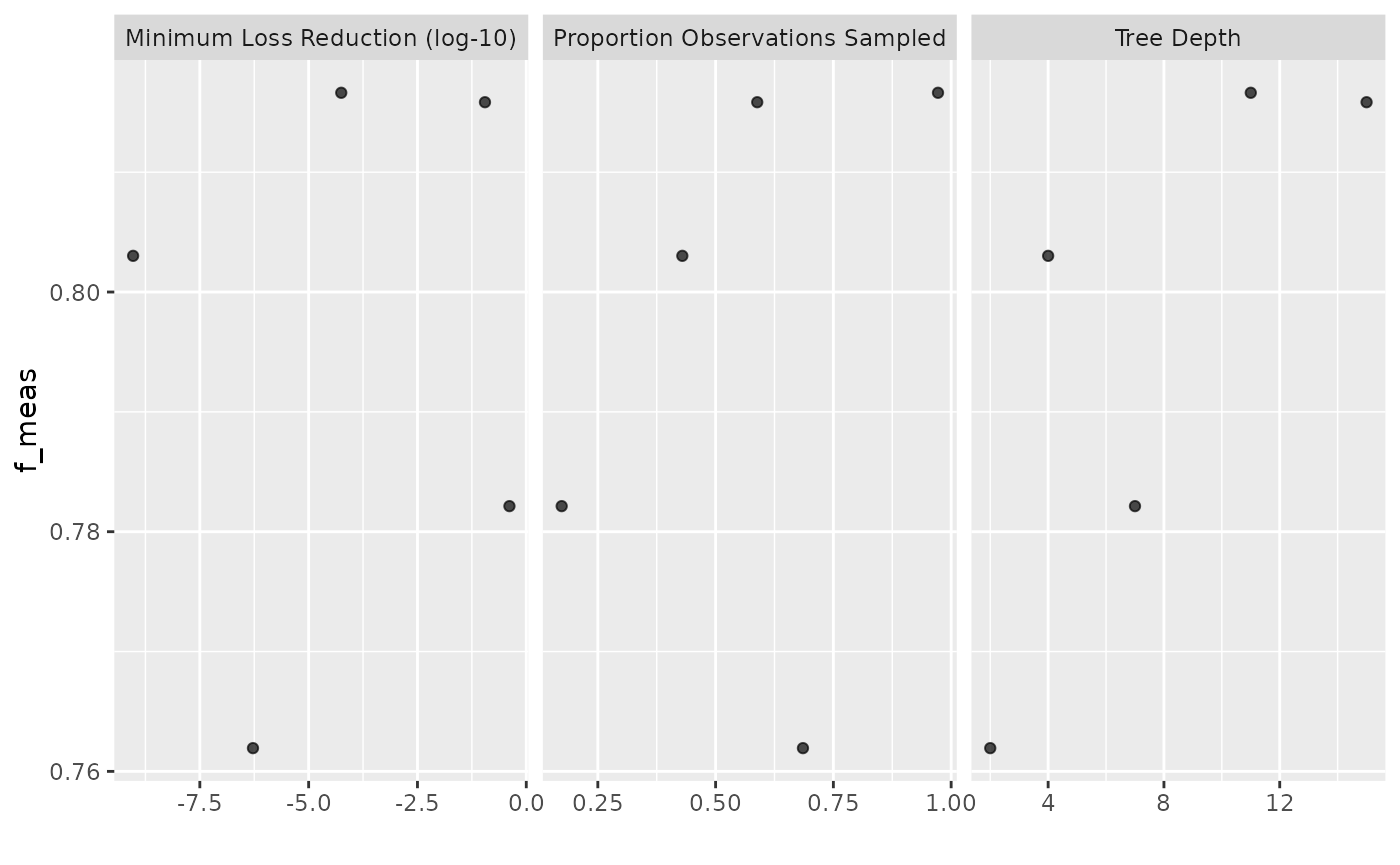 Minimum Loss Reduction (log-10) Proportion Observations Sampled Tree Depth
f_meas
0.80
0.78
0.76
-7.5 -5.0 -2.5 0.0 0.25 0.50 0.75 1.00 4 8 12